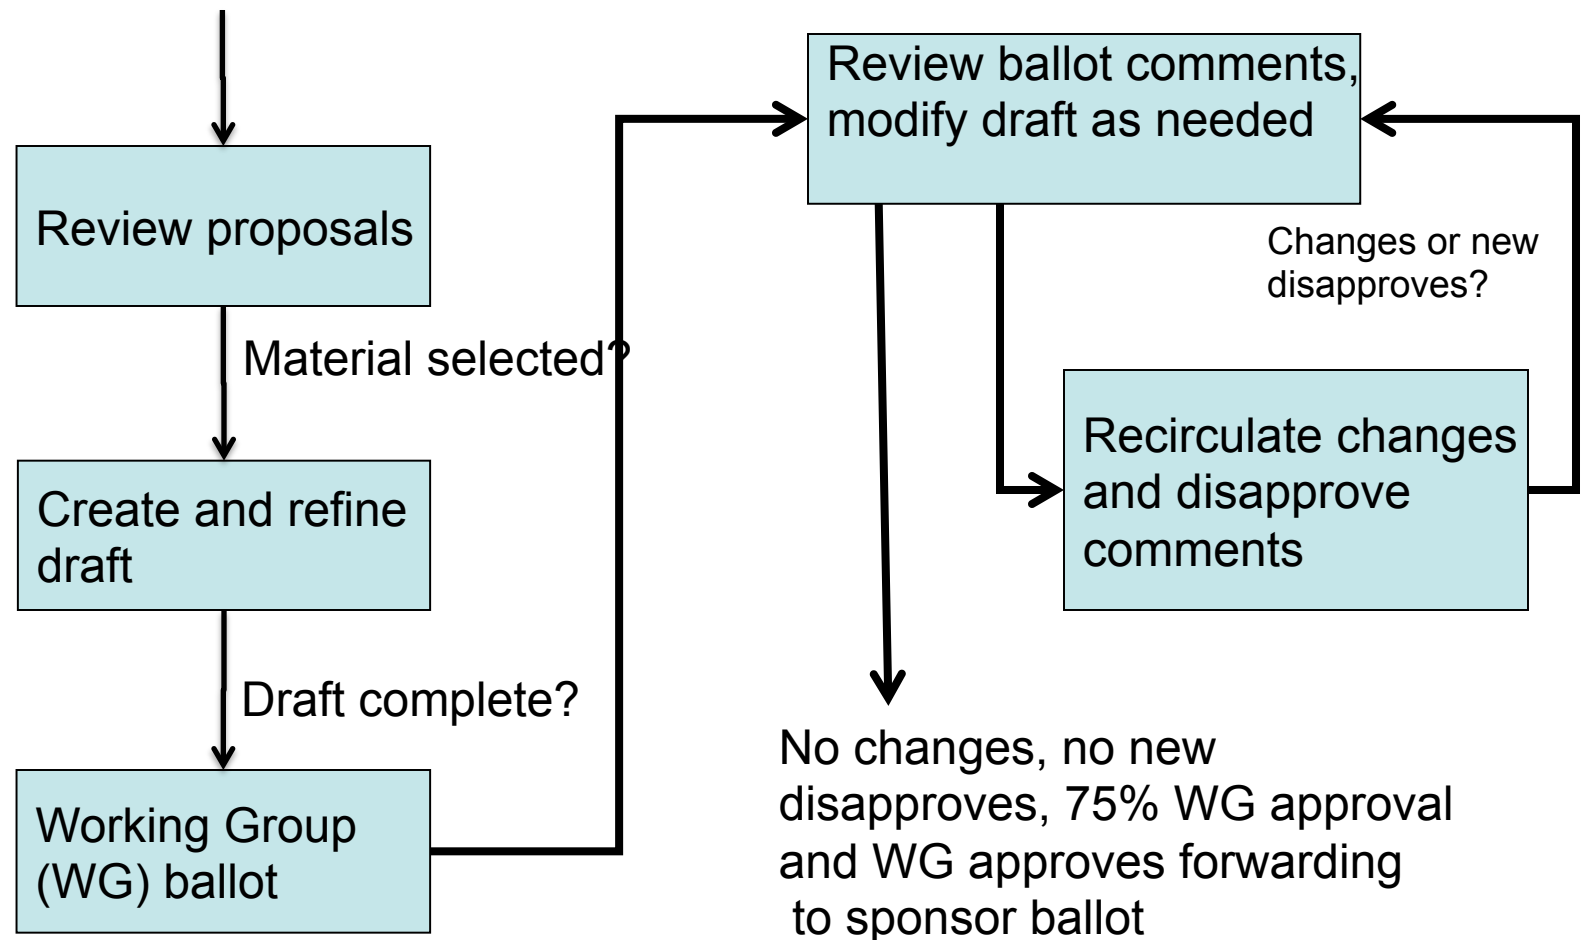 Review proposals
Material selected?
Create and refine
draft
Draft complete?
Working Group
(WG) ballot
Review ballot comments,
modify draft as needed
Changes or new
disapproves?
Recirculate changes
and disapprove
comments
No changes, no new
disapproves, 75% WG approval
and WG approves forwarding
to sponsor ballot